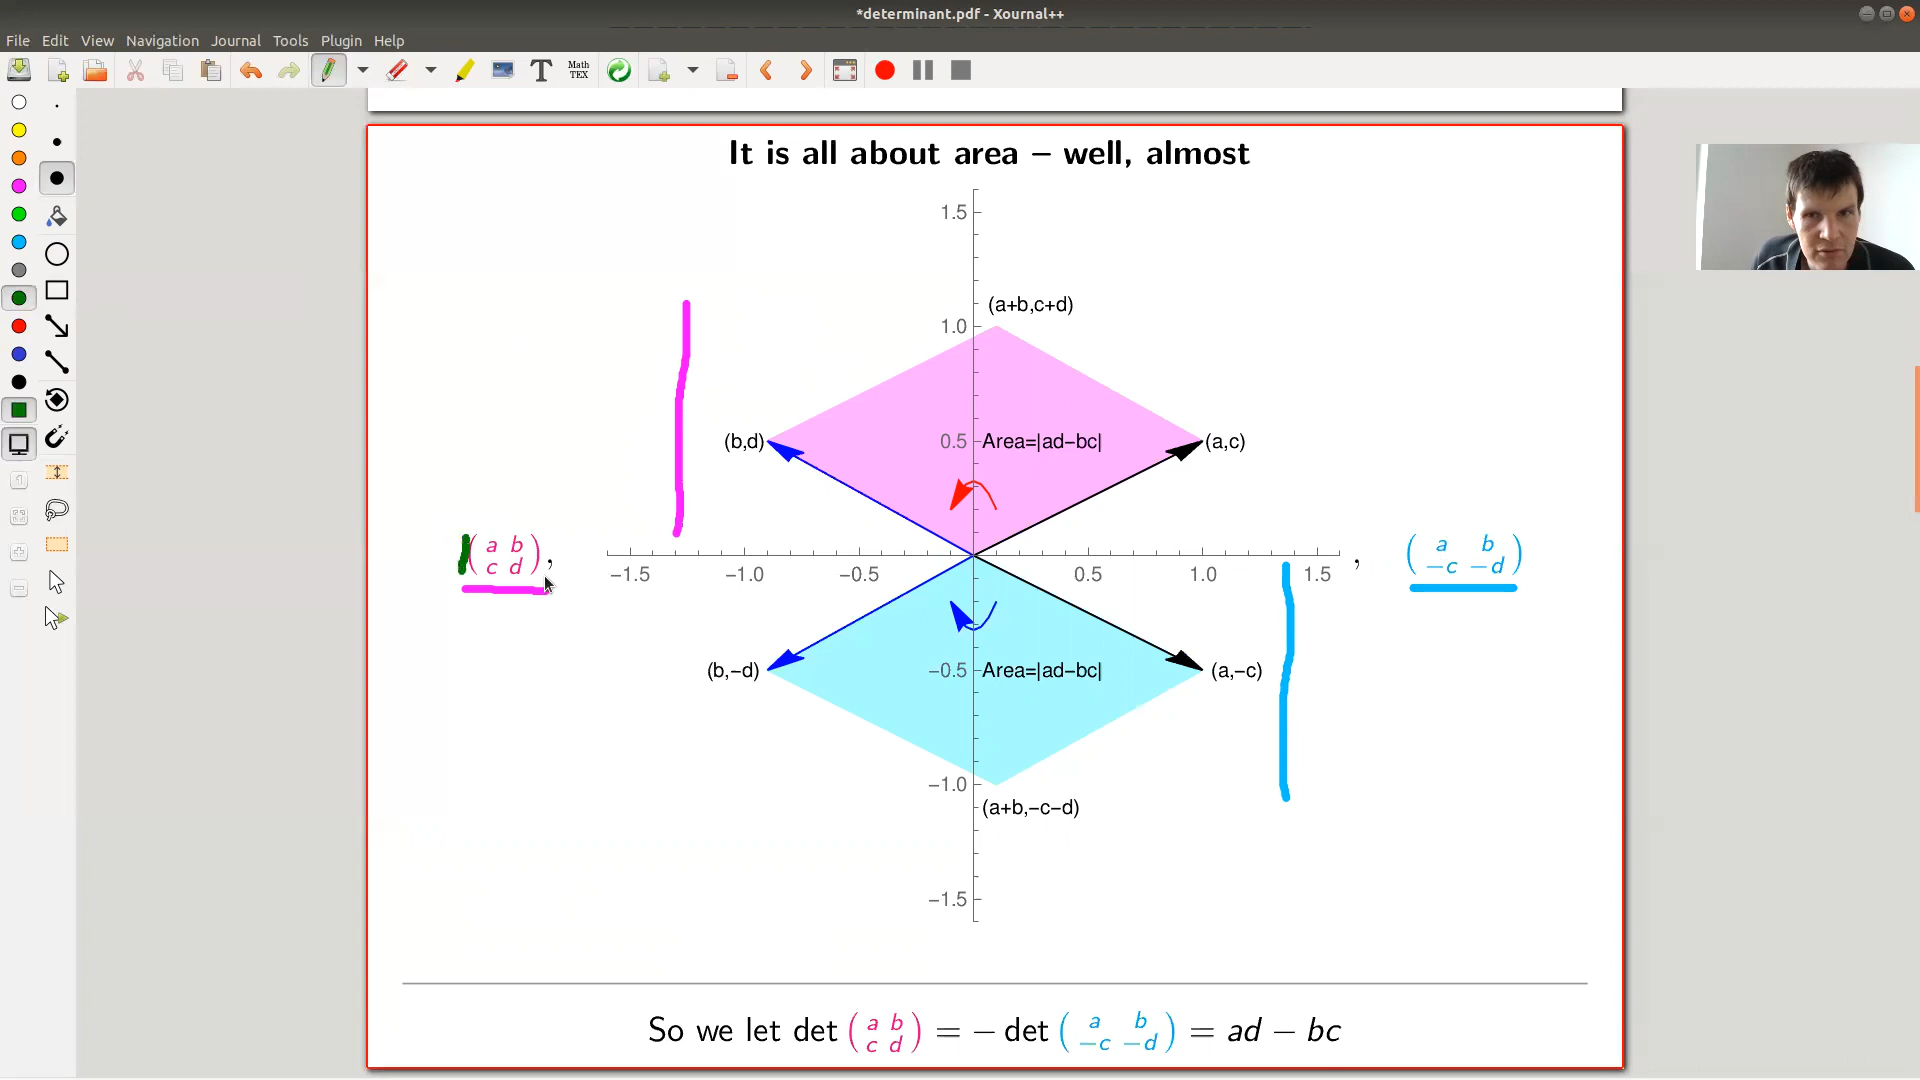 *determinant.pdf - Xournal++
File Edit View Navigation Journal Tools Plugin Help
Math
TEX
It is all about area – well, almost
1.5
(a+b,c+d)
1.0
(b,d) 0.5 Area=|ad−bc| (a,c)
( a b
c d ) ,
−1.5 −1.0 −0.5 0.5 1.0 1.5
, ( a b
−c −d )
(b,−d) −0.5 Area=|ad−bc| (a,−c)
−1.0
(a+b,−c−d)
−1.5
So we let det ( a b
c d ) = − det ( a b
−c −d ) = ad − bc